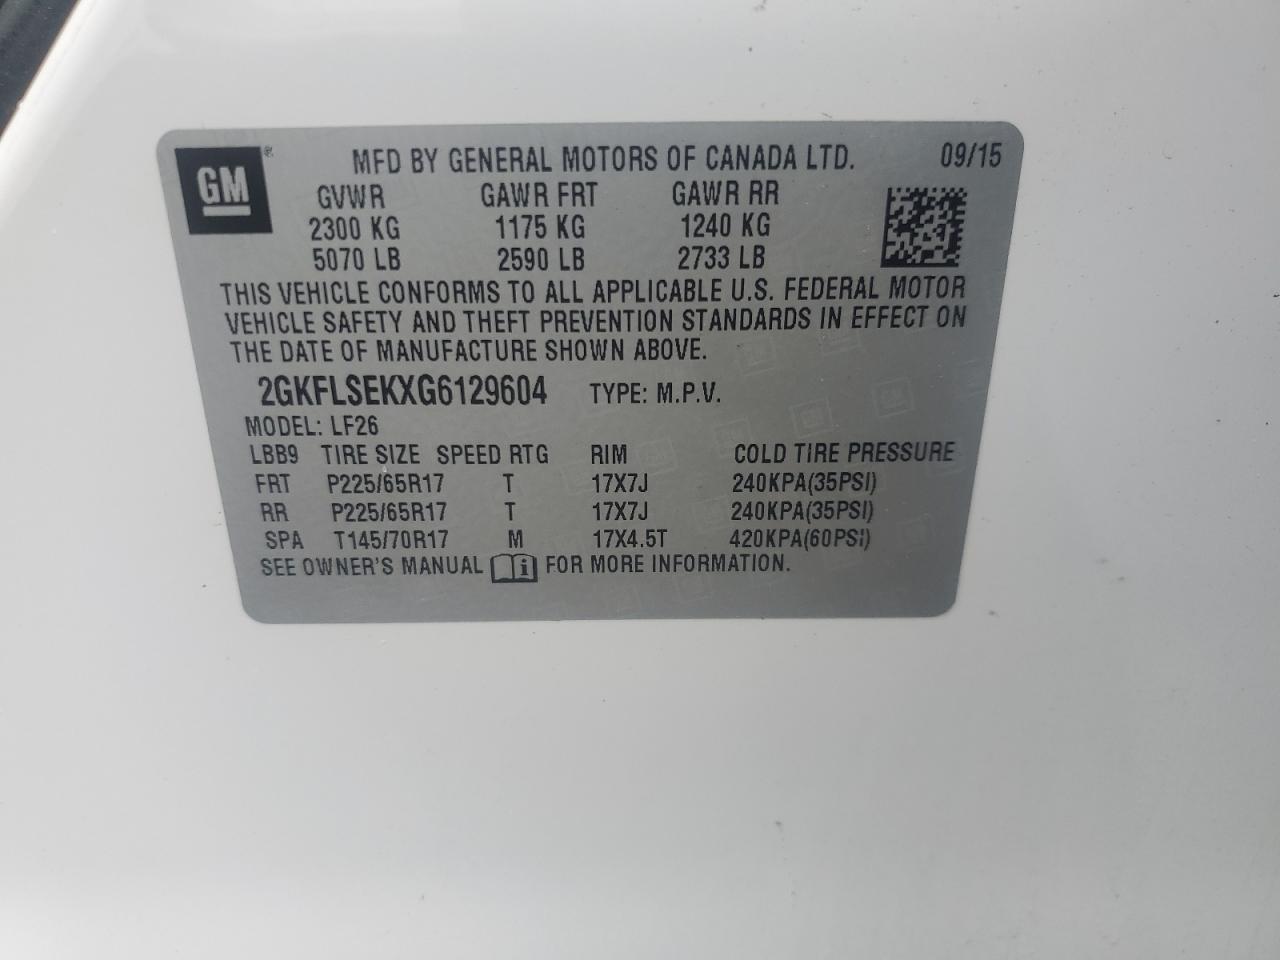 GM ® MFD BY GENERAL MOTORS OF CANADA LTD. 09/15
GVWR GAWR FRT GAWR RR
2300 KG 1175 KG 1240 KG
5070 LB 2590 LB 2733 LB
THIS VEHICLE CONFORMS TO ALL APPLICABLE U.S. FEDERAL MOTOR
VEHICLE SAFETY AND THEFT PREVENTION STANDARDS IN EFFECT ON
THE DATE OF MANUFACTURE SHOWN ABOVE.
2GKFLSEKXG6129604 TYPE: M.P.V.
MODEL: LF26
LBB9 TIRE SIZE SPEED RTG RIM COLD TIRE PRESSURE
FRT P225/65R17 T 17X7J 240KPA(35PSI)
RR P225/65R17 T 17X7J 240KPA(35PSI)
SPA T145/70R17 M 17X4.5T 420KPA(60PSI)
SEE OWNER'S MANUAL i FOR MORE INFORMATION.